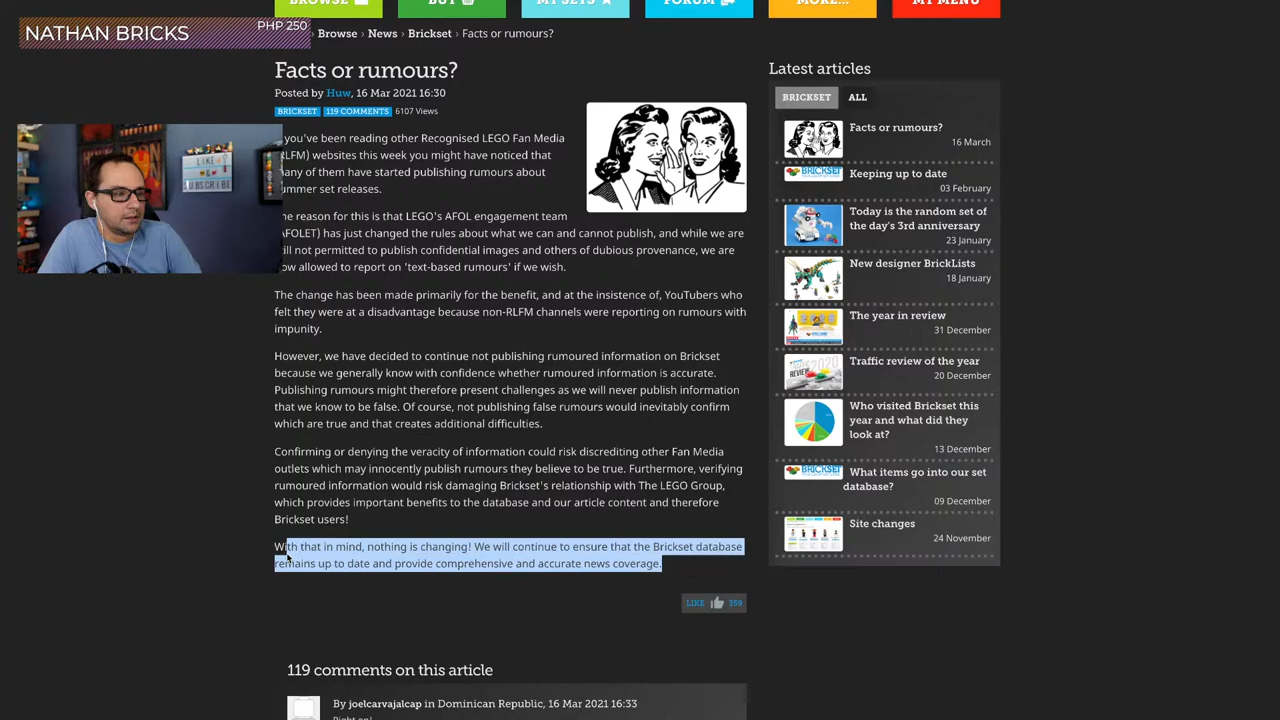 BROWSE
BUY
MY SETS
FORUM
MORE...
MY MENU
NATHAN BRICKS
PHP 250
› Browse › News › Brickset › Facts or rumours?
Facts or rumours?
Posted by Huw, 16 Mar 2021 16:30
BRICKSET 119 COMMENTS 6107 Views
you've been reading other Recognised LEGO Fan Media
RLFM) websites this week you might have noticed that
many of them have started publishing rumours about
summer set releases.
he reason for this is that LEGO's AFOL engagement team
AFOLET) has just changed the rules about what we can and cannot publish, and while we are
still not permitted to publish confidential images and others of dubious provenance, we are
now allowed to report on 'text-based rumours' if we wish.
The change has been made primarily for the benefit, and at the insistence of, YouTubers who
felt they were at a disadvantage because non-RLFM channels were reporting on rumours with
impunity.
However, we have decided to continue not publishing rumoured information on Brickset
because we generally know with confidence whether rumoured information is accurate.
Publishing rumours might therefore present challenges as we will never publish information
that we know to be false. Of course, not publishing false rumours would inevitably confirm
which are true and that creates additional difficulties.
Confirming or denying the veracity of information could risk discrediting other Fan Media
outlets which may innocently publish rumours they believe to be true. Furthermore, verifying
rumoured information would risk damaging Brickset's relationship with The LEGO Group,
which provides important benefits to the database and our article content and therefore
Brickset users!
With that in mind, nothing is changing! We will continue to ensure that the Brickset database
remains up to date and provide comprehensive and accurate news coverage.
LIKE 359
119 comments on this article
By joelcarvajalcap in Dominican Republic, 16 Mar 2021 16:33
Right on!
LIKE &
SUBSCRIBE
Latest articles
BRICKSET ALL
Facts or rumours?
16 March
Keeping up to date
03 February
Today is the random set of
the day's 3rd anniversary
23 January
New designer BrickLists
18 January
The year in review
31 December
Traffic review of the year
20 December
Who visited Brickset this
year and what did they
look at?
13 December
What items go into our set
database?
09 December
Site changes
24 November